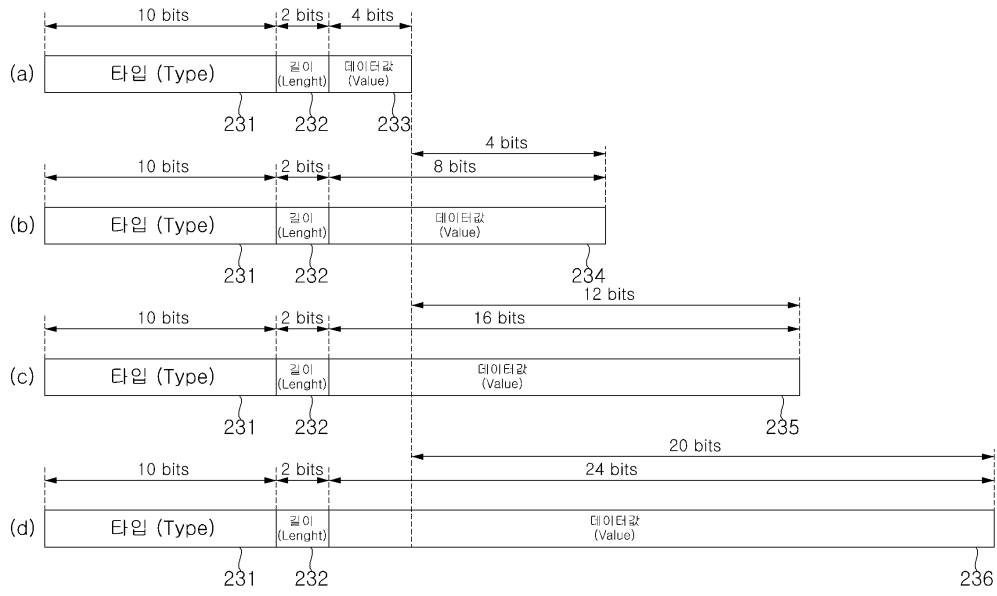 10 bits 2 bits 4 bits
(a) 타입 (Type) 길이 데이터값
(Lenght) (Value)
231 232 233
4 bits
10 bits 2 bits 8 bits
(b) 타입 (Type) 길이 데이터값
(Lenght) (Value)
231 232 234
12 bits
10 bits 2 bits 16 bits
(c) 타입 (Type) 길이 데이터값
(Lenght) (Value)
231 232 235
20 bits
10 bits 2 bits 24 bits
(d) 타입 (Type) 길이 데이터값
(Lenght) (Value)
231 232 236